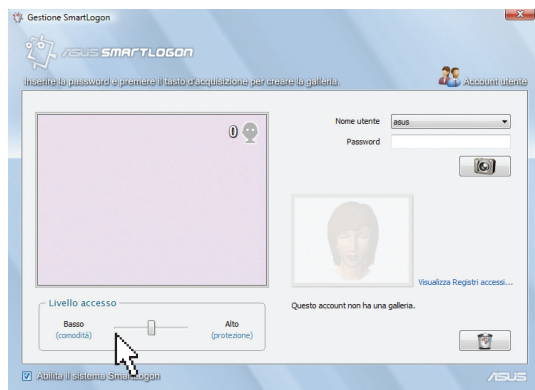 Gestione SmartLogon
ASUS SMARTLOGON
Inserire la password e premere il tasto d'acquisizione per creare la galleria.
Account utente
0
Nome utente asus
Password
Visualizza Registri accessi...
Questo account non ha una galleria.
Livello accesso
Basso Alto
(comodità) (protezione)
Abilita il sistema SmartLogon
ASUS